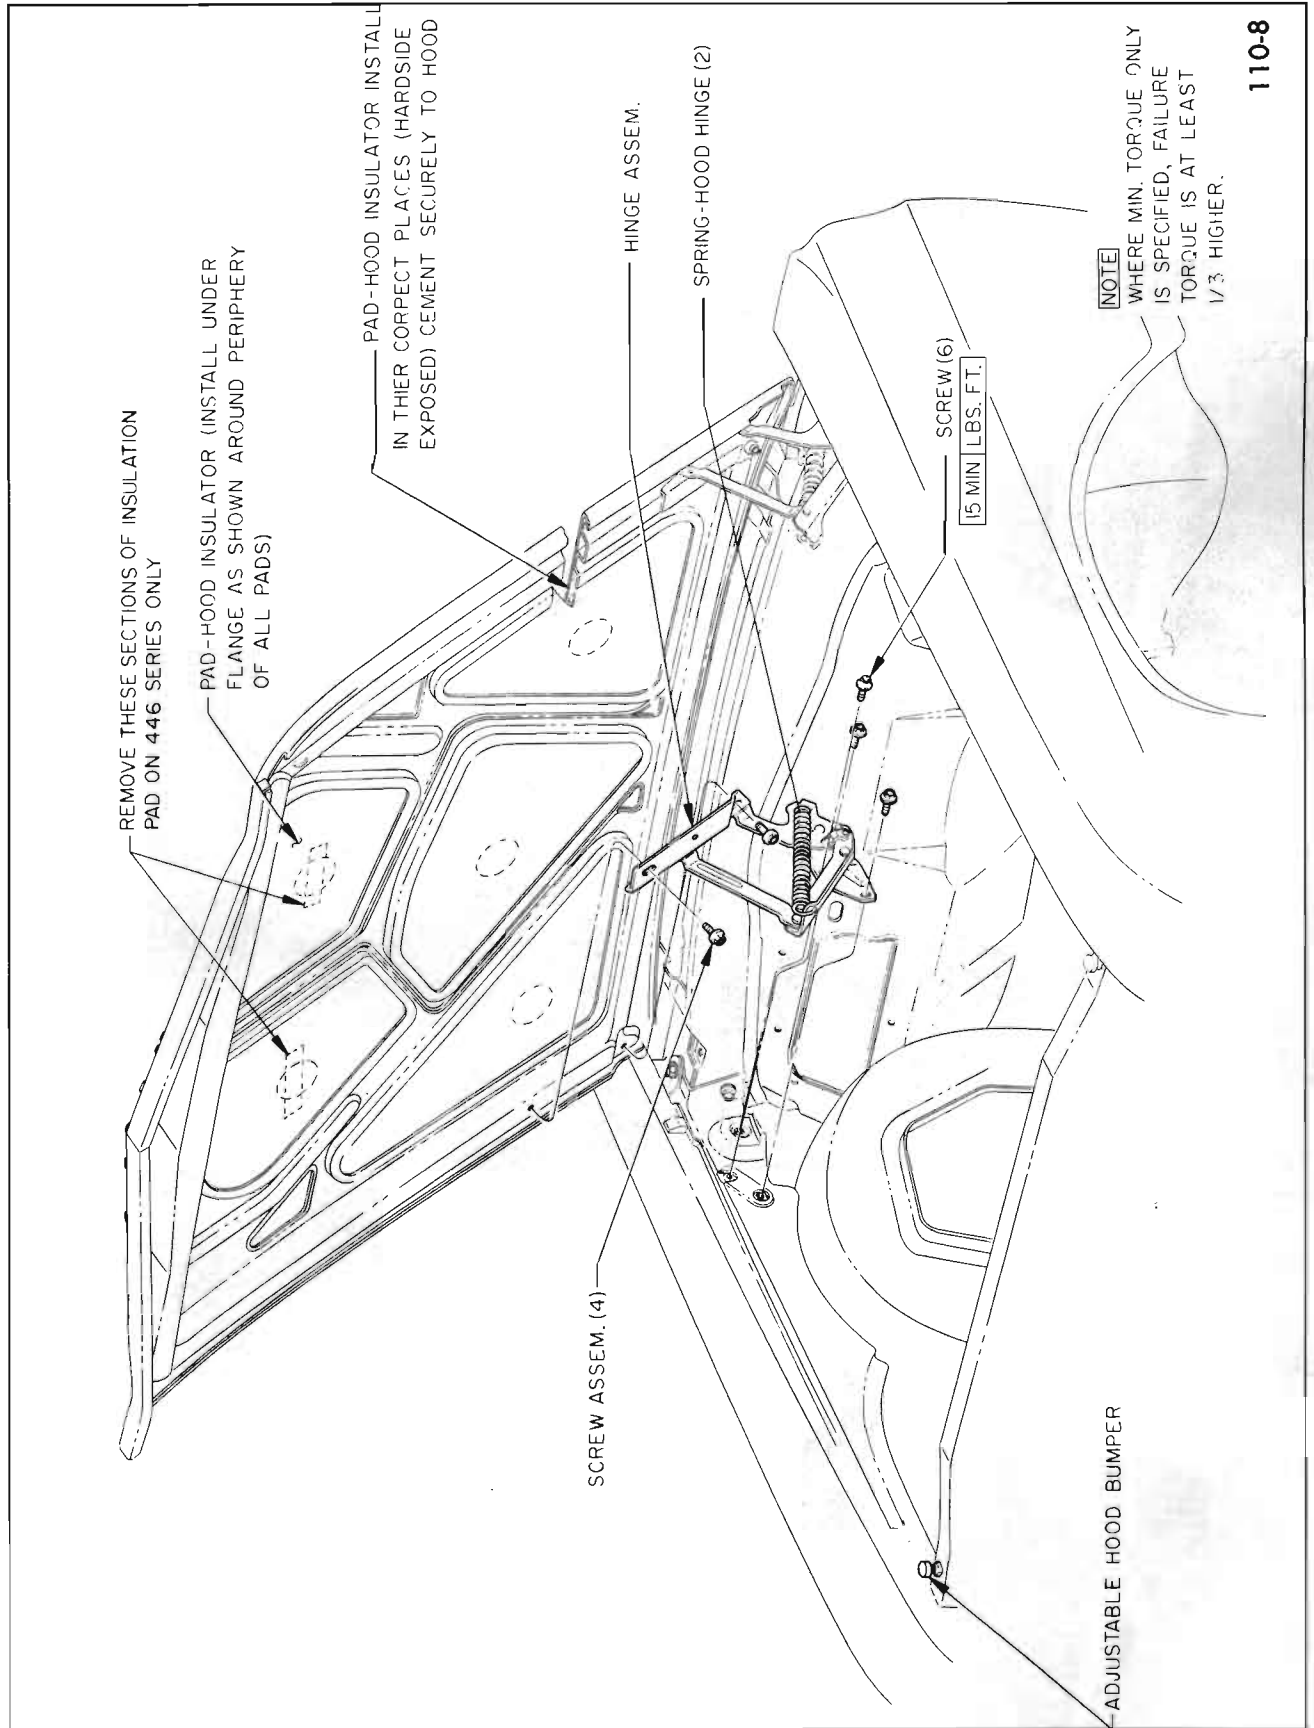 REMOVE THESE SECTIONS OF INSULATION
PAD ON 446 SERIES ONLY
PAD-HOOD INSULATOR (INSTALL UNDER
FLANGE AS SHOWN AROUND PERIPHERY
OF ALL PADS)
PAD-HOOD INSULATOR INSTALL
IN THIER CORPECT PLACES (HARDSIDE
EXPOSED) CEMENT SECURELY TO HOOD
HINGE ASSEM.
SPRING-HOOD HINGE (2)
SCREW (6)
15 MIN LBS. FT.
NOTE
WHERE MIN. TORQUE ONLY
IS SPECIFIED, FAILURE
TORQUE IS AT LEAST
1/3 HIGHER.
SCREW ASSEM. (4)
ADJUSTABLE HOOD BUMPER
110-8